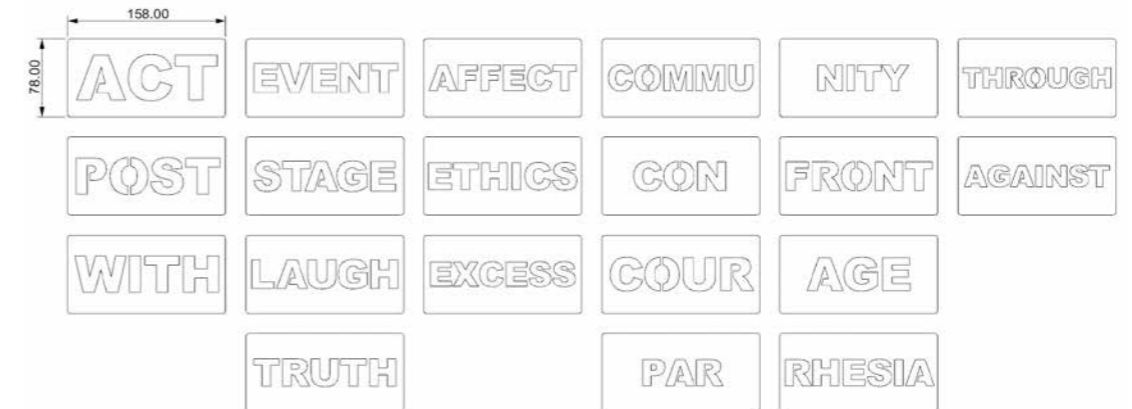 158.00
78.00
ACT EVENT AFFECT COMMU NITY THROUGH
POST STAGE ETHICS CON FRONT AGAINST
WITH LAUGH EXCESS COUR AGE
TRUTH PAR RHESIA